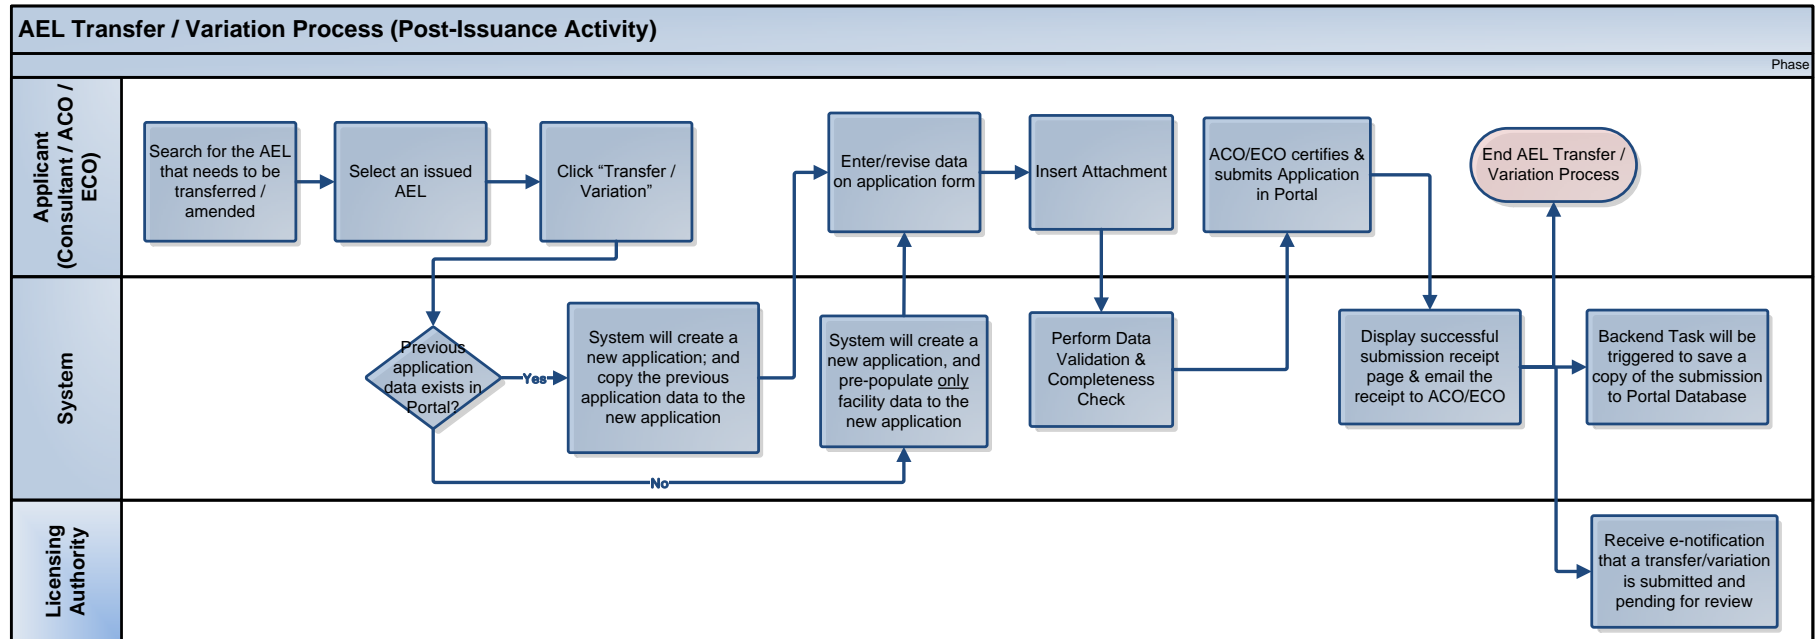 AEL Transfer / Variation Process (Post-Issuance Activity)
Phase
Applicant
(Consultant / ACO /
ECO)
Search for the AEL
that needs to be
transferred /
amended
Select an issued
AEL
Click “Transfer /
Variation”
Enter/revise data
on application form
Insert Attachment
ACO/ECO certifies &
submits Application
in Portal
End AEL Transfer /
Variation Process
System
Previous
application
data exists in
Portal?
Yes
System will create a
new application; and
copy the previous
application data to the
new application
No
System will create a
new application, and
pre-populate only
facility data to the
new application
Perform Data
Validation &
Completeness
Check
Display successful
submission receipt
page & email the
receipt to ACO/ECO
Backend Task will be
triggered to save a
copy of the submission
to Portal Database
Licensing
Authority
Receive e-notification
that a transfer/variation
is submitted and
pending for review